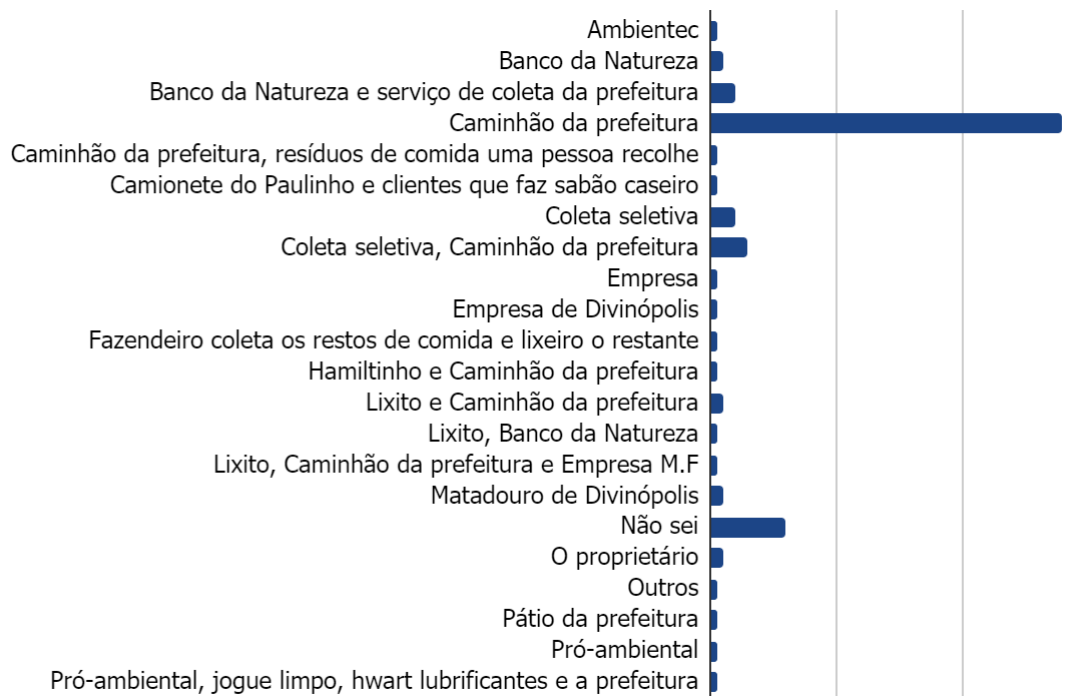 Ambientec
Banco da Natureza
Banco da Natureza e serviço de coleta da prefeitura
Caminhão da prefeitura
Caminhão da prefeitura, resíduos de comida uma pessoa recolhe
Camionete do Paulinho e clientes que faz sabão caseiro
Coleta seletiva
Coleta seletiva, Caminhão da prefeitura
Empresa
Empresa de Divinópolis
Fazendeiro coleta os restos de comida e lixeiro o restante
Hamiltinho e Caminhão da prefeitura
Lixito e Caminhão da prefeitura
Lixito, Banco da Natureza
Lixito, Caminhão da prefeitura e Empresa M.F
Matadouro de Divinópolis
Não sei
O proprietário
Outros
Pátio da prefeitura
Pró-ambiental
Pró-ambiental, jogue limpo, hwart lubrificantes e a prefeitura